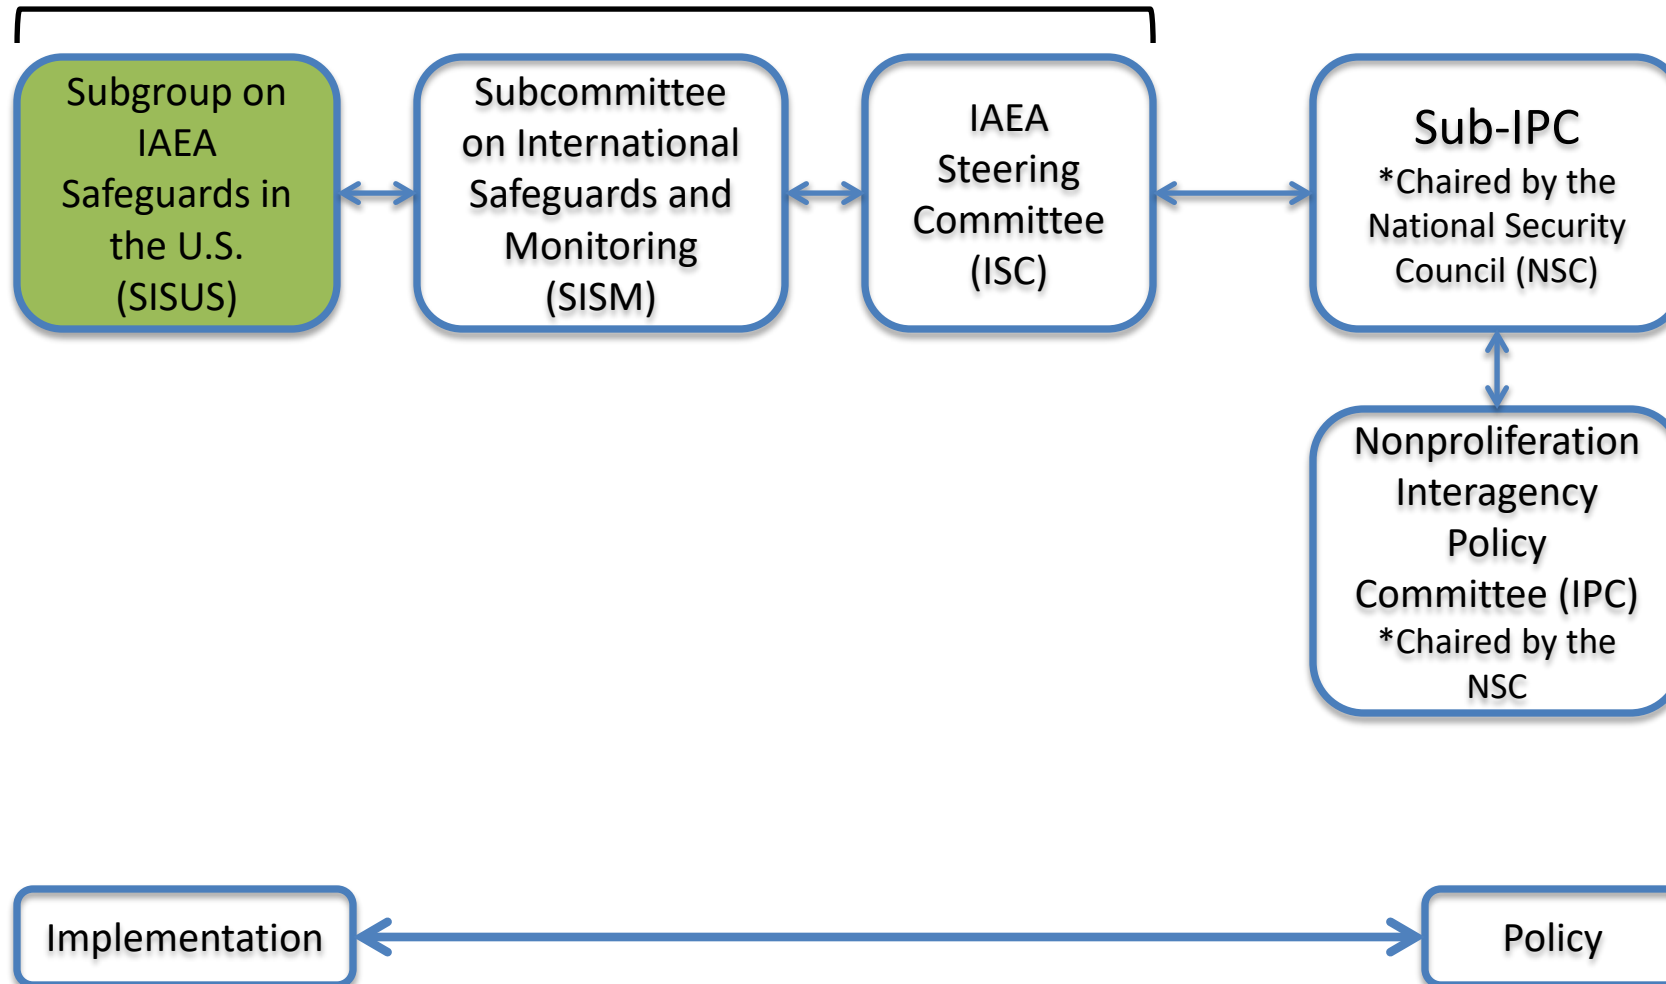 Subgroup on
IAEA
Safeguards in
the U.S.
(SISUS)
Subcommittee
on International
Safeguards and
Monitoring
(SISM)
IAEA
Steering
Committee
(ISC)
Sub-IPC
*Chaired by the
National Security
Council (NSC)
Nonproliferation
Interagency
Policy
Committee (IPC)
*Chaired by the
NSC
Implementation
Policy